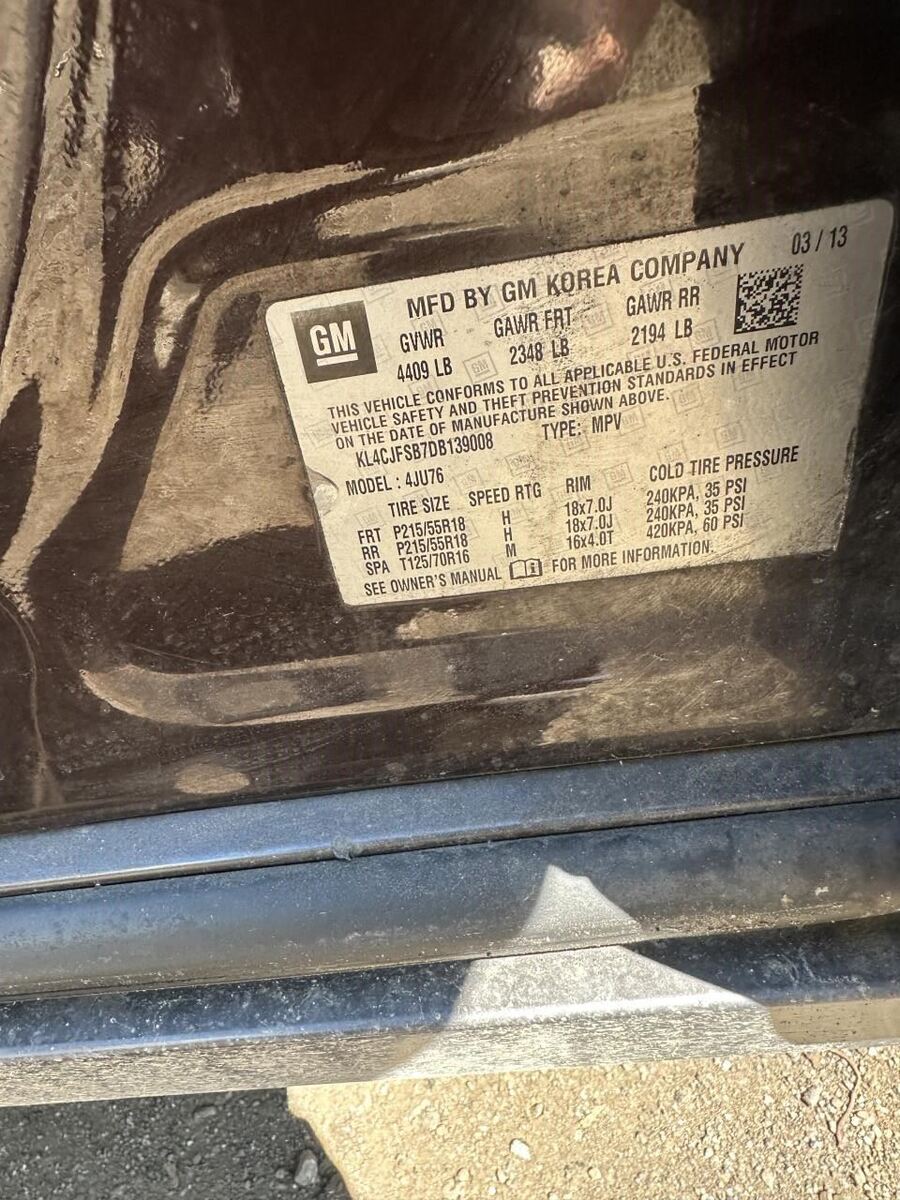 03 / 13
MFD BY GM KOREA COMPANY
GM
GVWR GAWR FRT GAWR RR
4409 LB 2348 LB 2194 LB
THIS VEHICLE CONFORMS TO ALL APPLICABLE U.S. FEDERAL MOTOR
VEHICLE SAFETY AND THEFT PREVENTION STANDARDS IN EFFECT
ON THE DATE OF MANUFACTURE SHOWN ABOVE.
KL4CJFSB7DB139008 TYPE: MPV
MODEL : 4JU76
TIRE SIZE SPEED RTG RIM COLD TIRE PRESSURE
FRT P215/55R18 H 18x7.0J 240KPA, 35 PSI
RR P215/55R18 H 18x7.0J 240KPA, 35 PSI
SPA T125/70R16 M 16x4.0T 420KPA, 60 PSI
SEE OWNER'S MANUAL FOR MORE INFORMATION.